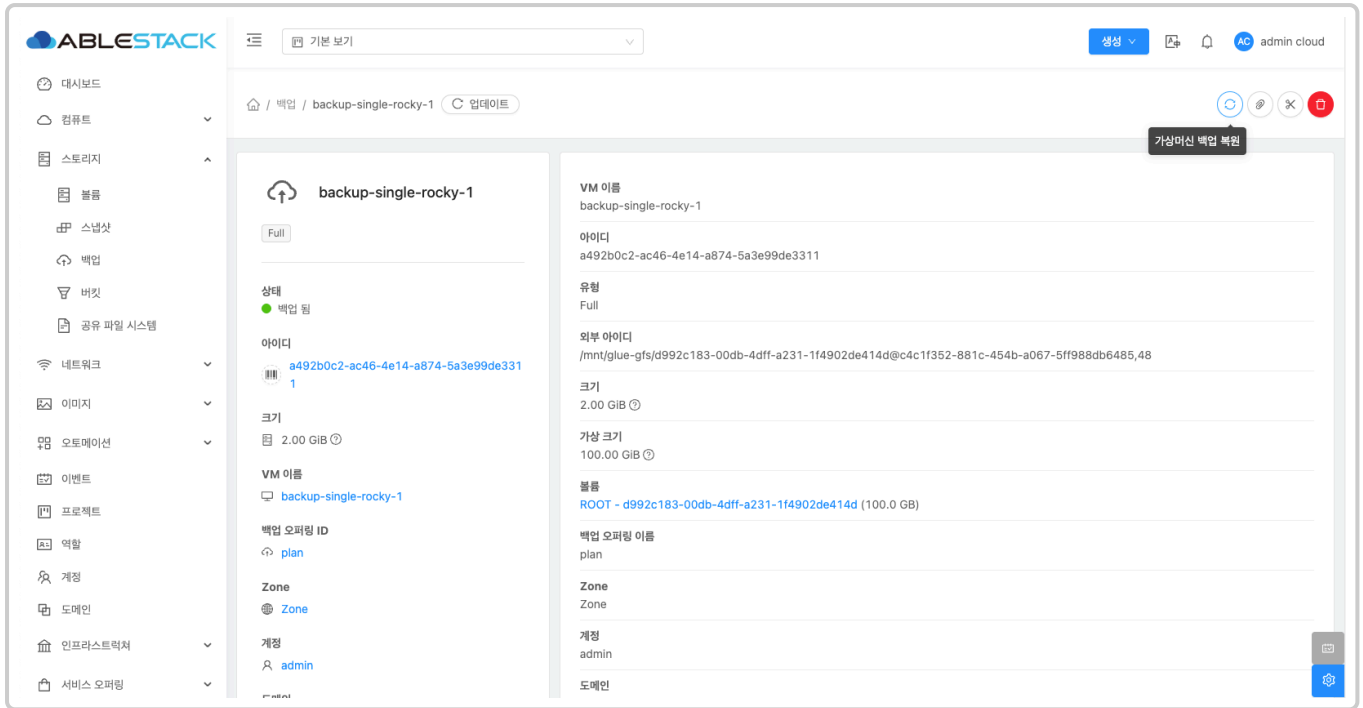 ABLESTACK
기본 보기
생성
AC
admin cloud
대시보드
컴퓨트
스토리지
볼륨
스냅샷
백업
버킷
공유 파일 시스템
네트워크
이미지
오토메이션
이벤트
프로젝트
역할
계정
도메인
인프라스트럭쳐
서비스 오퍼링
/ 백업 / backup-single-rocky-1 업데이트
가상머신 백업 복원
backup-single-rocky-1
Full
상태
백업 됨
아이디
a492b0c2-ac46-4e14-a874-5a3e99de331
1
크기
2.00 GiB
VM 이름
backup-single-rocky-1
백업 오퍼링 ID
plan
Zone
Zone
계정
admin
도메인
VM 이름
backup-single-rocky-1
아이디
a492b0c2-ac46-4e14-a874-5a3e99de3311
유형
Full
외부 아이디
/mnt/glue-gfs/d992c183-00db-4dff-a231-1f4902de414d@c4c1f352-881c-454b-a067-5ff988db6485,48
크기
2.00 GiB
가상 크기
100.00 GiB
볼륨
ROOT - d992c183-00db-4dff-a231-1f4902de414d (100.0 GB)
백업 오퍼링 이름
plan
Zone
Zone
계정
admin
도메인